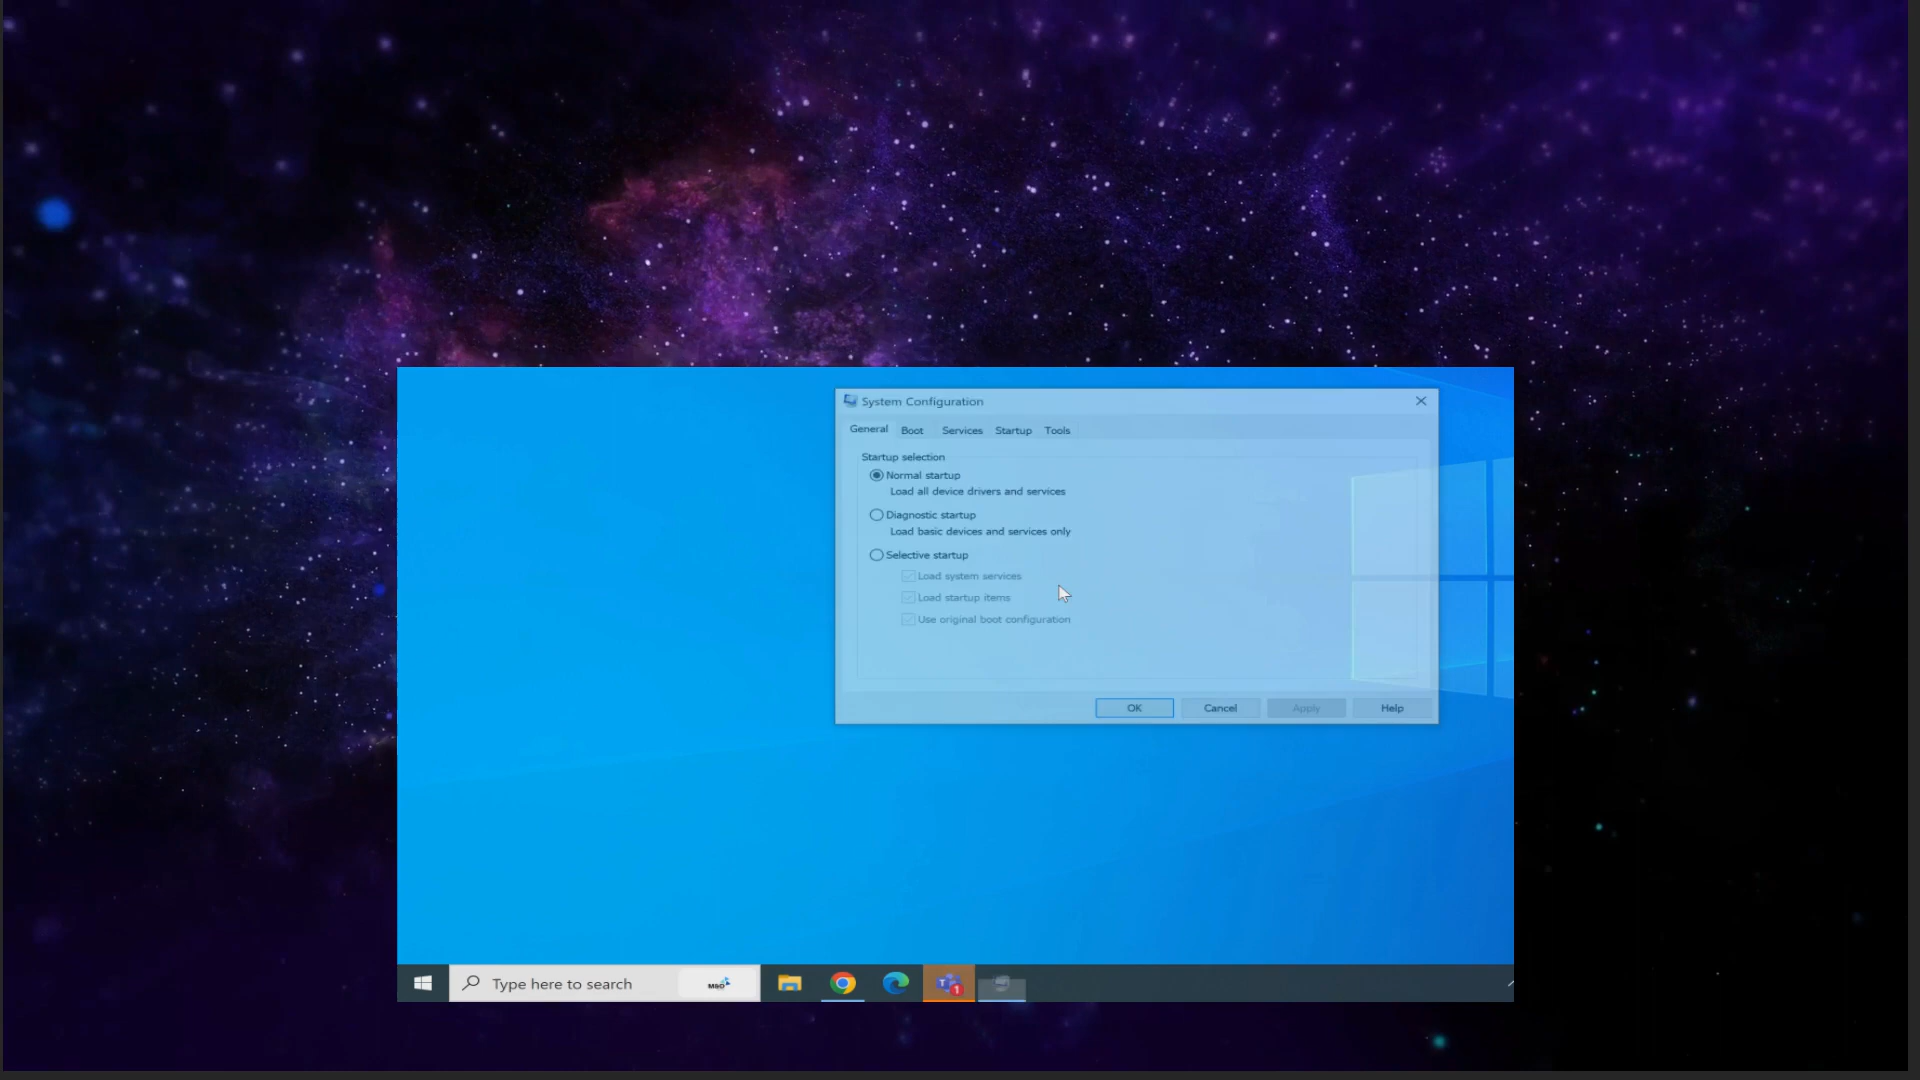 System Configuration
General Boot Services Startup Tools
Startup selection
Normal startup
Load all device drivers and services
Diagnostic startup
Load basic devices and services only
Selective startup
Load system services
Load startup items
Use original boot configuration
OK Cancel Apply Help
Type here to search
M&D
T 1